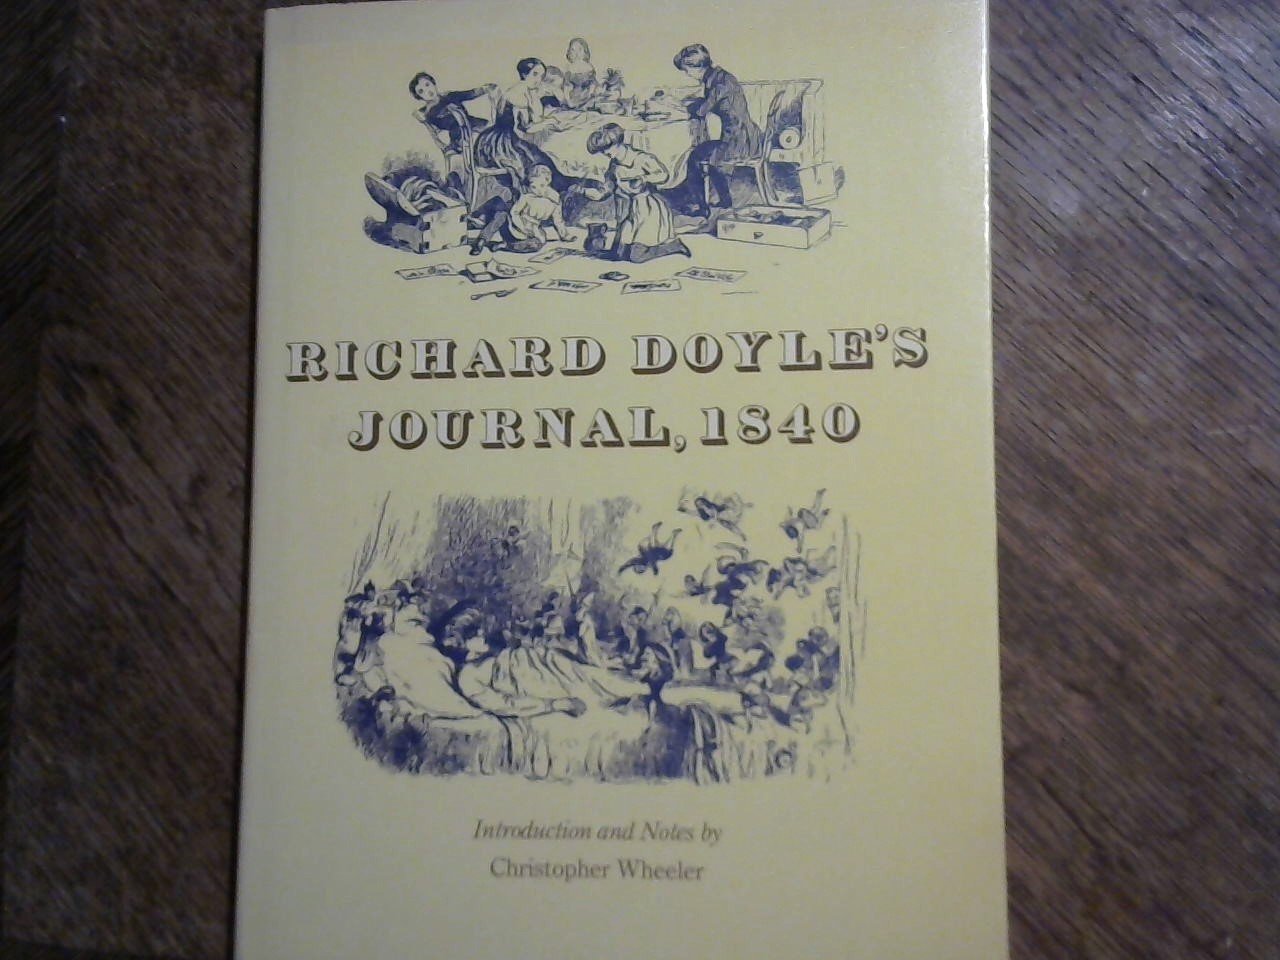 RICHARD DOYLE'S
JOURNAL, 1840
Introduction and Notes by
Christopher Wheeler